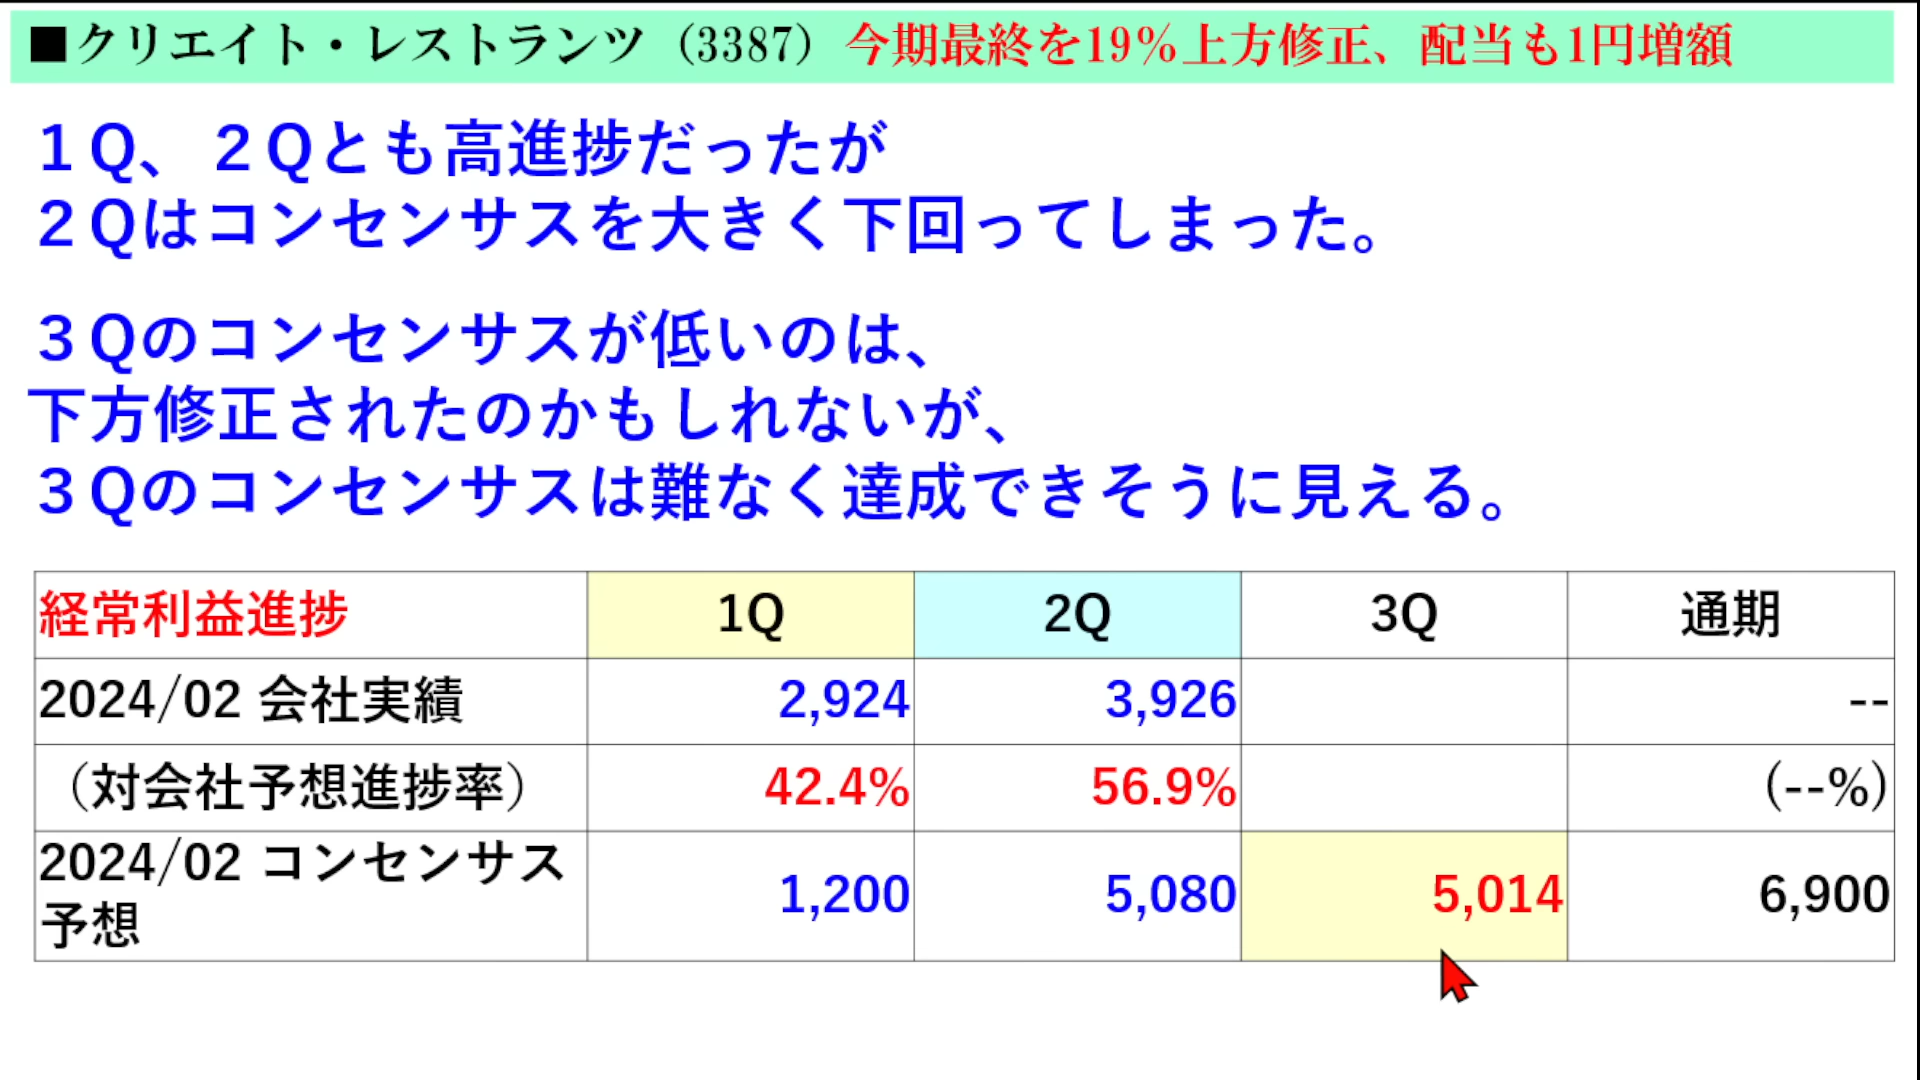 ■クリエイト・レストランツ（3387）今期最終を19％上方修正、配当も1円増額
１Q、２Qとも高進捗だったが
２Qはコンセンサスを大きく下回ってしまった。
３Qのコンセンサスが低いのは、
下方修正されたのかもしれないが、
３Qのコンセンサスは難なく達成できそうに見える。
経常利益進捗 1Q 2Q 3Q 通期
2024/02 会社実績 2,924 3,926 --
（対会社予想進捗率） 42.4% 56.9% (--%)
2024/02 コンセンサス
予想 1,200 5,080 5,014 6,900